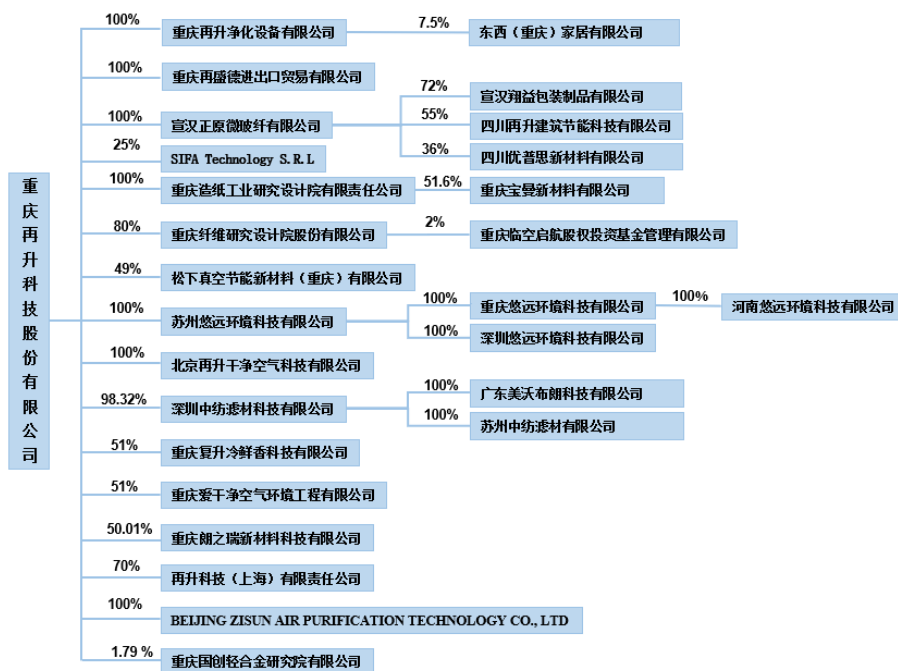 100%
重庆再升净化设备有限公司
7.5%
东西（重庆）家居有限公司
100%
重庆再盛德进出口贸易有限公司
72%
宣汉翔益包装制品有限公司
100%
宣汉正原微玻纤有限公司
55%
四川再升建筑节能科技有限公司
25%
SIFA Technology S.R.L
36%
四川优普思新材料有限公司
重庆再升科技股份有限公司
100%
重庆造纸工业研究设计院有限责任公司
51.6%
重庆宝曼新材料有限公司
80%
重庆纤维研究设计院股份有限公司
2%
重庆临空启航股权投资基金管理有限公司
49%
松下真空节能新材料（重庆）有限公司
100%
苏州悠远环境科技有限公司
100%
重庆悠远环境科技有限公司
100%
河南悠远环境科技有限公司
100%
深圳悠远环境科技有限公司
100%
北京再升干净空气科技有限公司
98.32%
深圳中纺滤材科技有限公司
100%
广东美沃布朗科技有限公司
100%
苏州中纺滤材有限公司
51%
重庆复升冷鲜香科技有限公司
51%
重庆爱干净空气环境工程有限公司
50.01%
重庆朗之瑞新材料科技有限公司
70%
再升科技（上海）有限责任公司
100%
BEIJING ZISUN AIR PURIFICATION TECHNOLOGY CO., LTD
1.79 %
重庆国创轻合金研究院有限公司